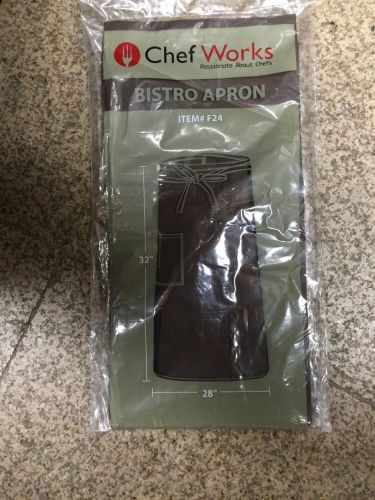 Chef Works
Passionate About Chefs
BISTRO APRON
ITEM# F24
32"
28"